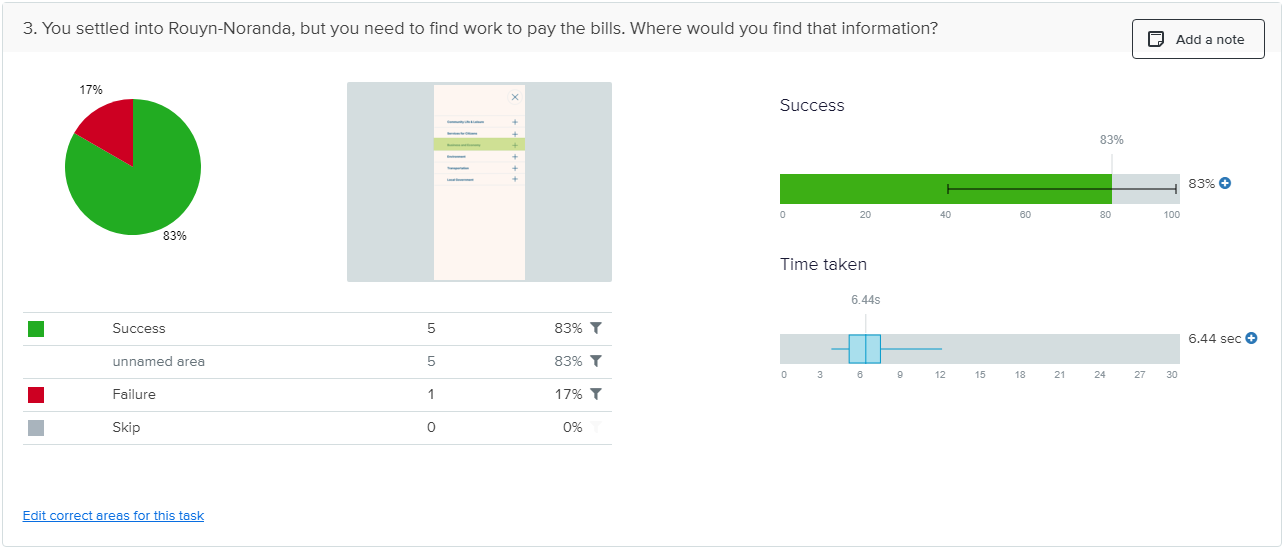 3. You settled into Rouyn-Noranda, but you need to find work to pay the bills. Where would you find that information?
Add a note
17%
83%
Community Life & Leisure
Services for Citizens
Business and Economy
Environment
Transportation
Local Government
Success 5 83%
unnamed area 5 83%
Failure 1 17%
Skip 0 0%
Edit correct areas for this task
Success
83%
83%
0 20 40 60 80 100
Time taken
6.44s
6.44 sec
0 3 6 9 12 15 18 21 24 27 30